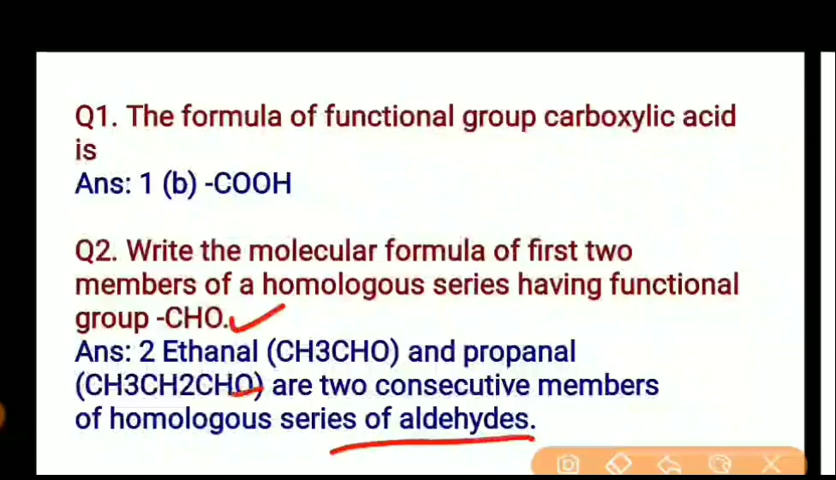 Q1. The formula of functional group carboxylic acid
is
Ans: 1 (b) -COOH
Q2. Write the molecular formula of first two
members of a homologous series having functional
group -CHO.
Ans: 2 Ethanal (CH3CHO) and propanal
(CH3CH2CHO) are two consecutive members
of homologous series of aldehydes.